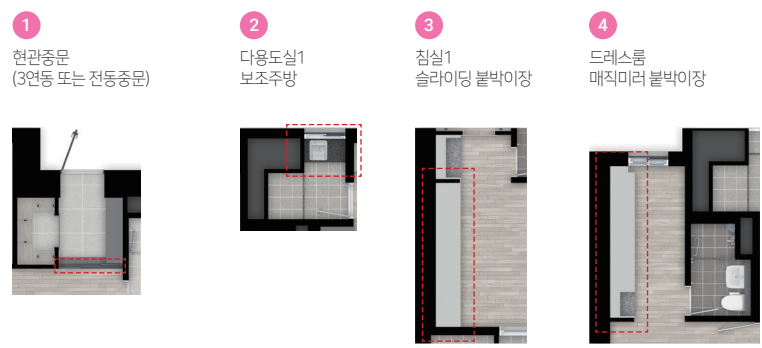 1
현관중문
(3연동 또는 전동중문)
2
다용도실1
보조주방
3
침실1
슬라이딩 붙박이장
4
드레스룸
매직미러 붙박이장